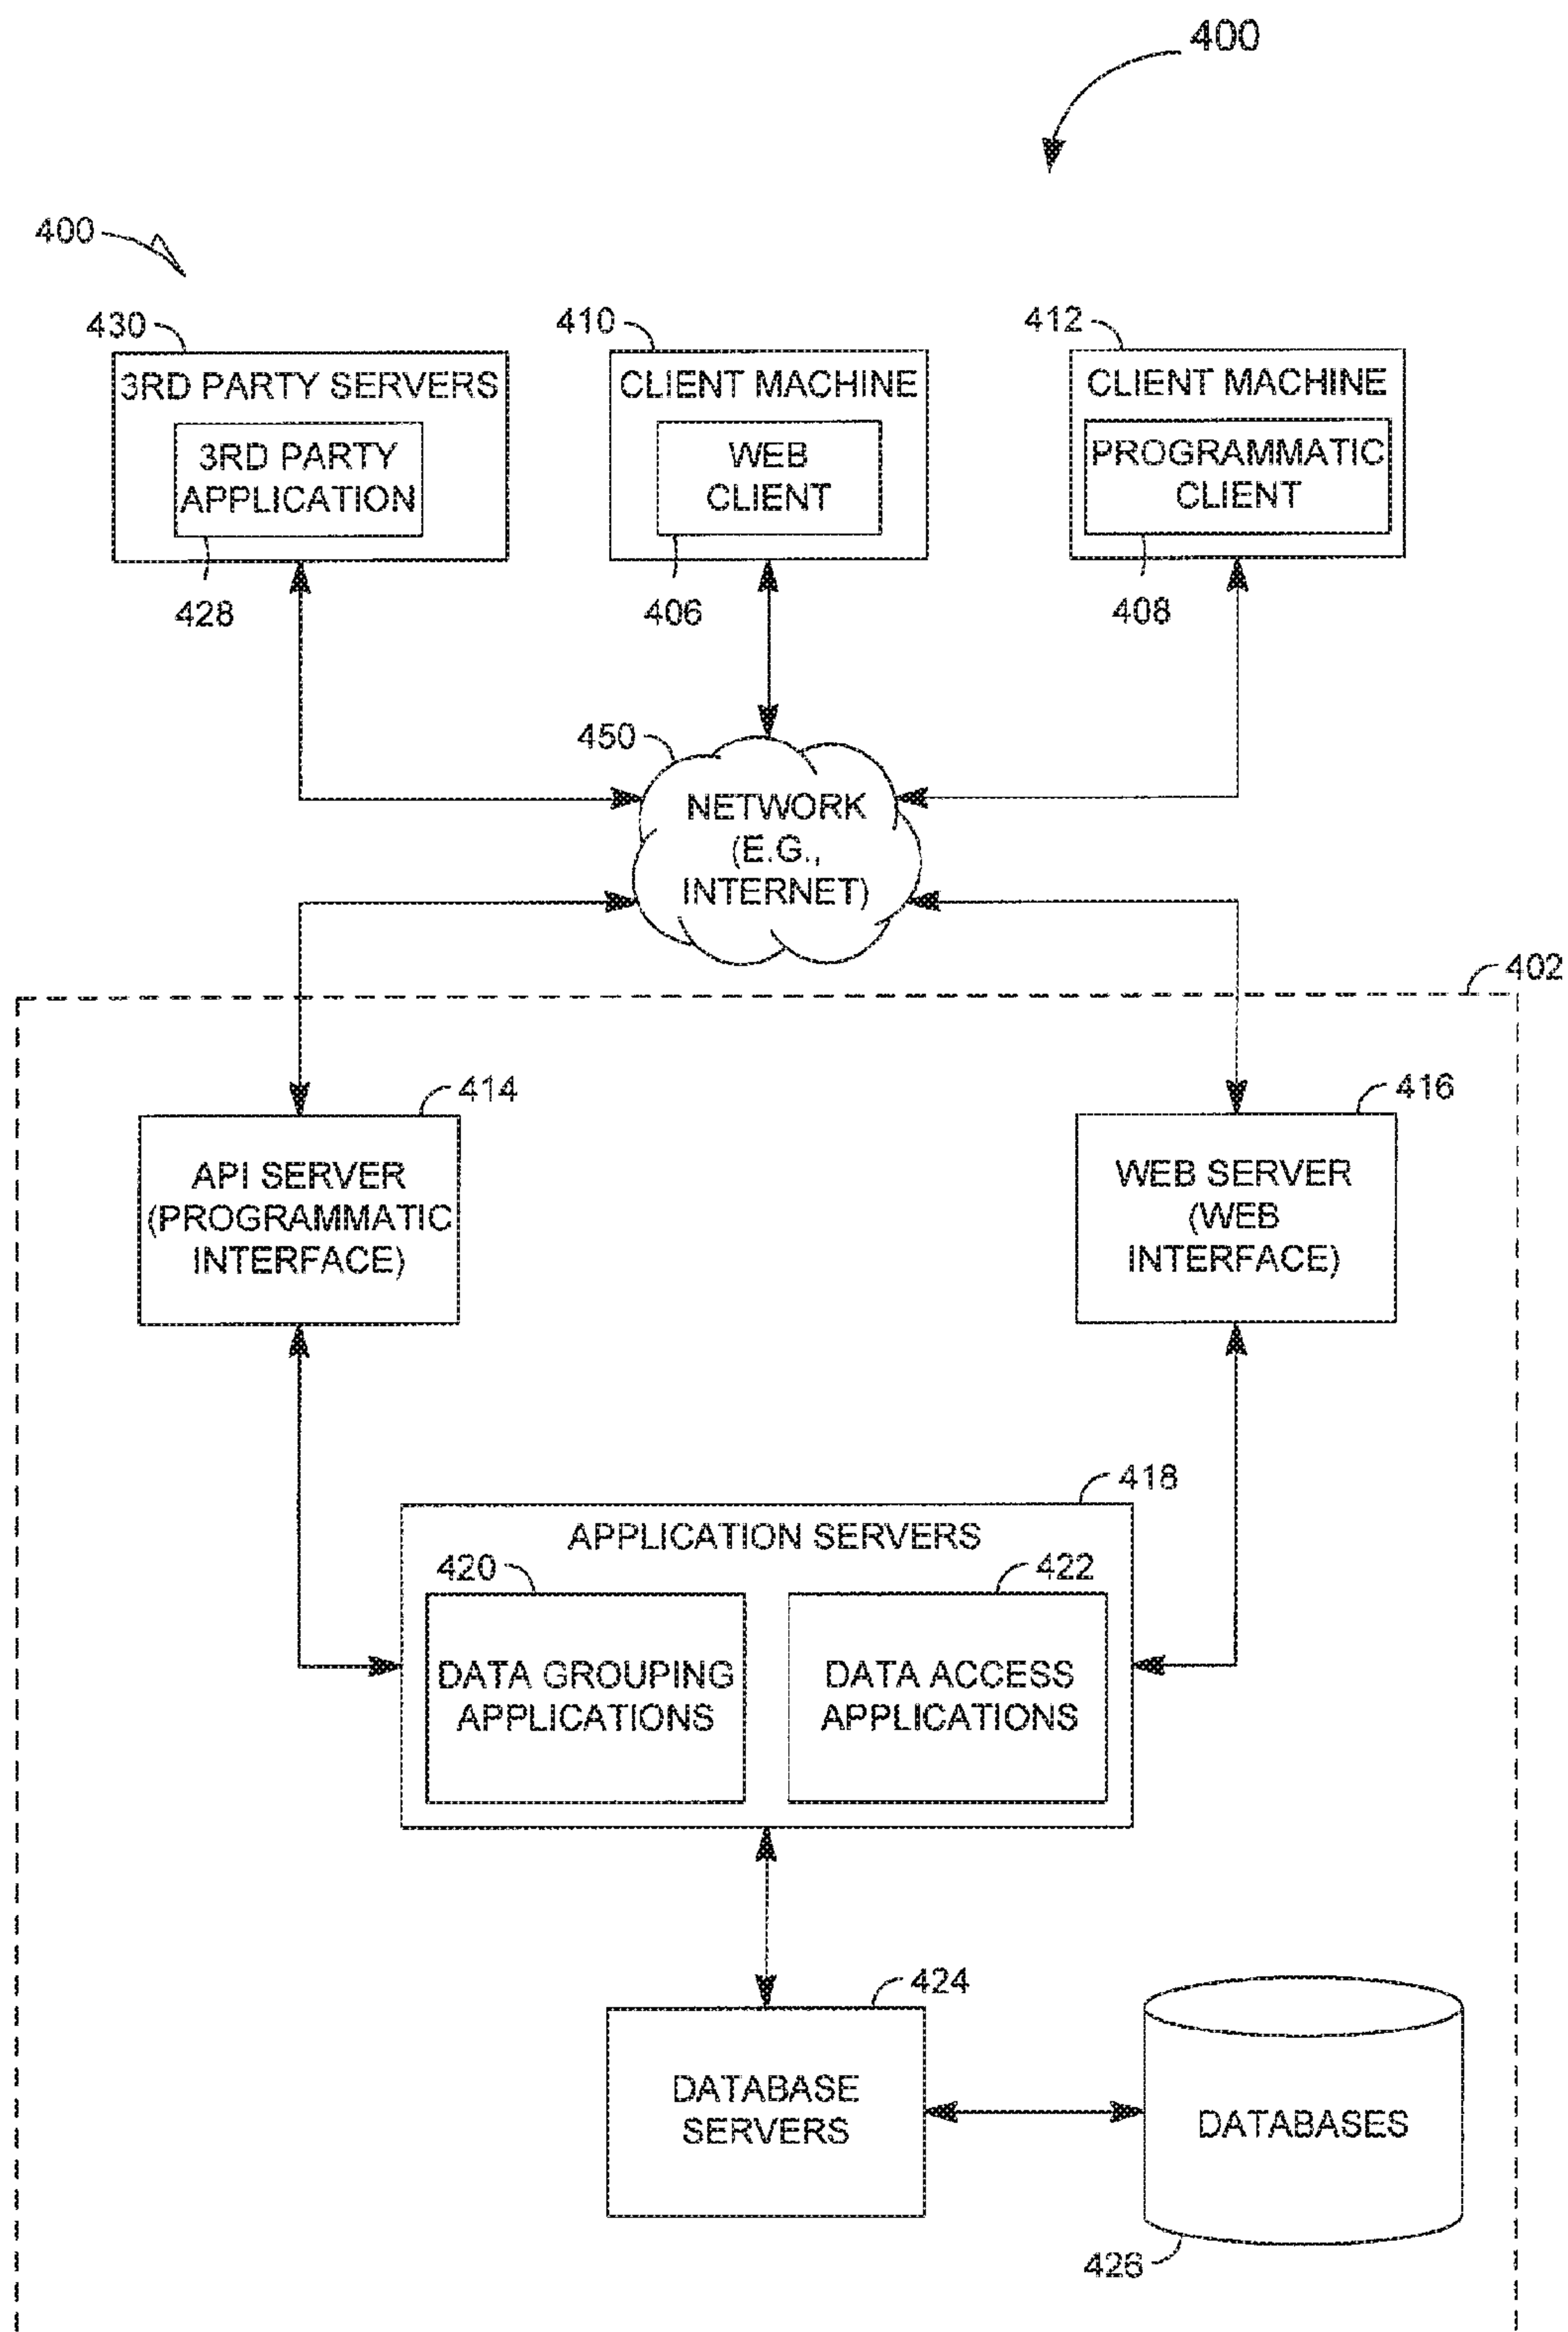 400
400
430
410
412
3RD PARTY SERVERS
3RD PARTY
APPLICATION
428
CLIENT MACHINE
WEB
CLIENT
406
CLIENT MACHINE
PROGRAMMATIC
CLIENT
408
450
NETWORK
(E.G.,
INTERNET)
402
414
API SERVER
(PROGRAMMATIC
INTERFACE)
416
WEB SERVER
(WEB
INTERFACE)
418
APPLICATION SERVERS
420
DATA GROUPING
APPLICATIONS
422
DATA ACCESS
APPLICATIONS
424
DATABASE
SERVERS
DATABASES
426